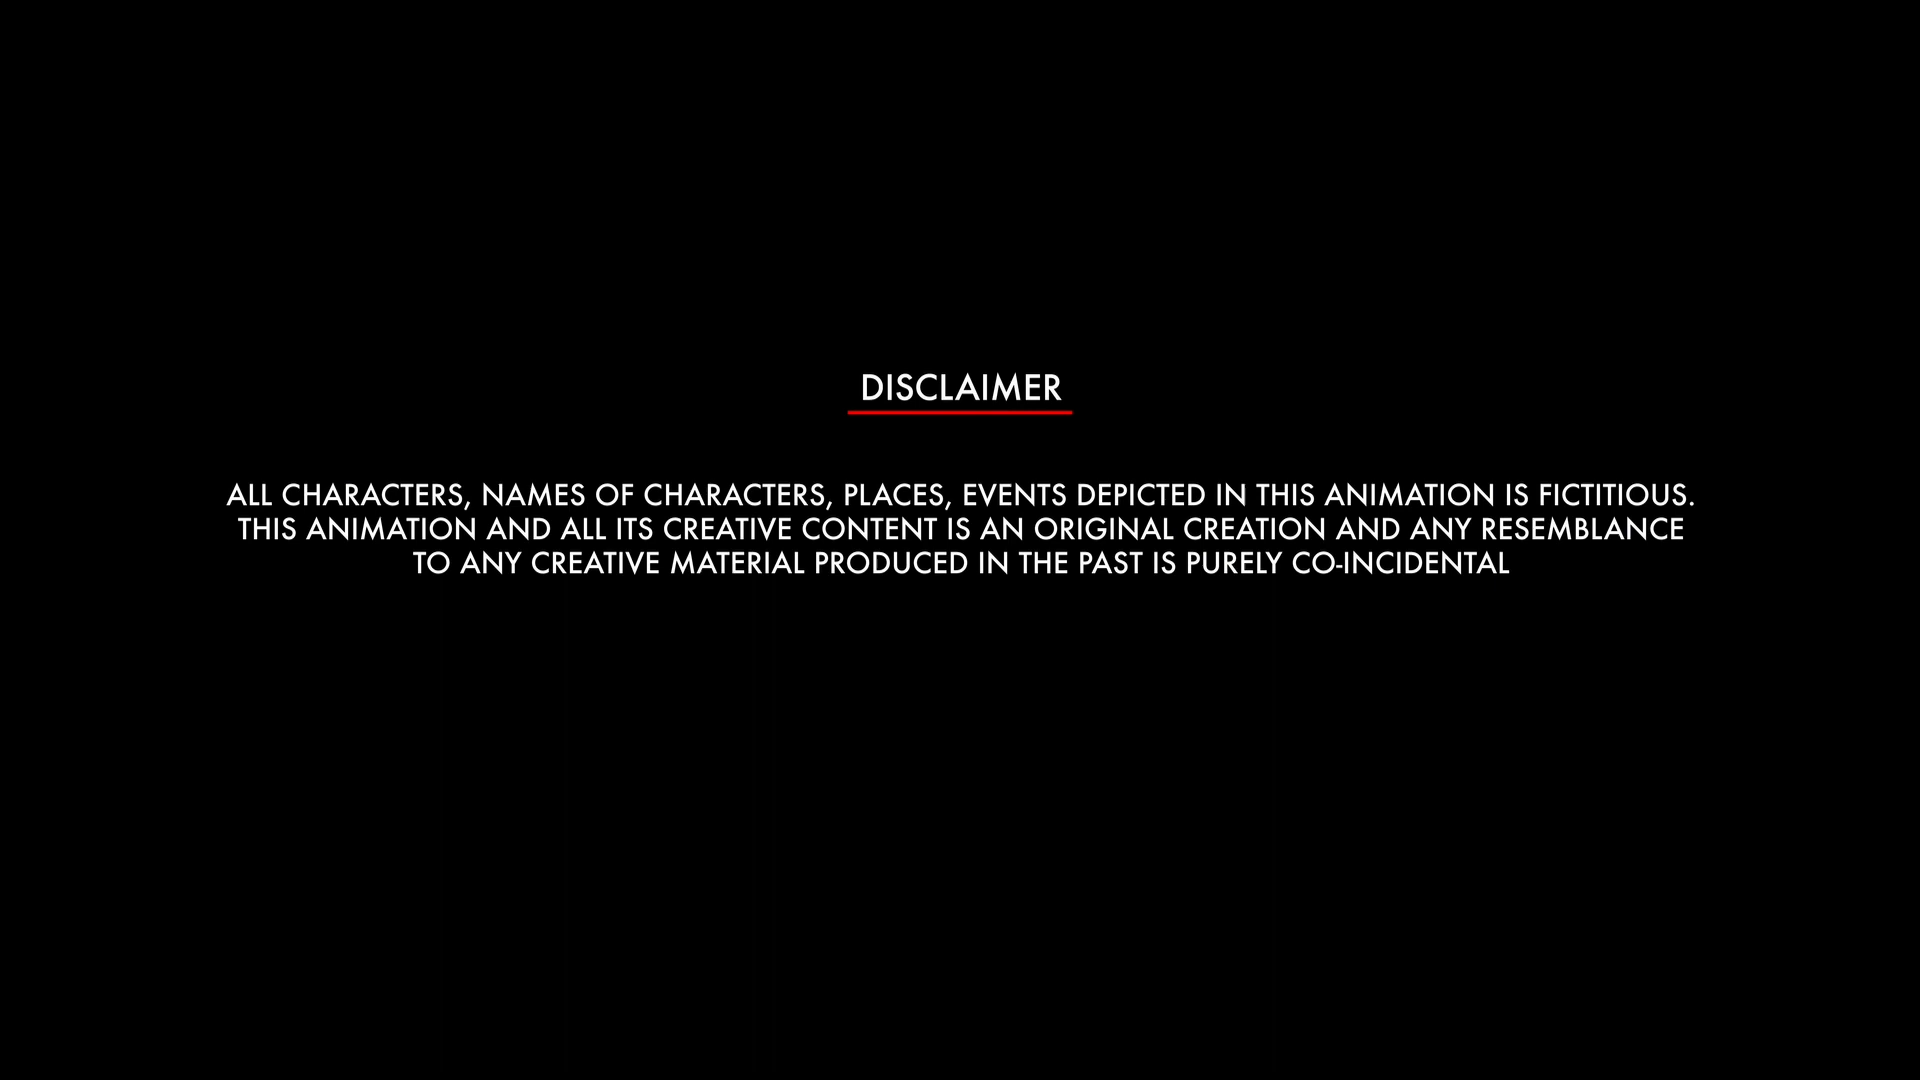 DISCLAIMER
ALL CHARACTERS, NAMES OF CHARACTERS, PLACES, EVENTS DEPICTED IN THIS ANIMATION IS FICTITIOUS.
THIS ANIMATION AND ALL ITS CREATIVE CONTENT IS AN ORIGINAL CREATION AND ANY RESEMBLANCE
TO ANY CREATIVE MATERIAL PRODUCED IN THE PAST IS PURELY CO-INCIDENTAL